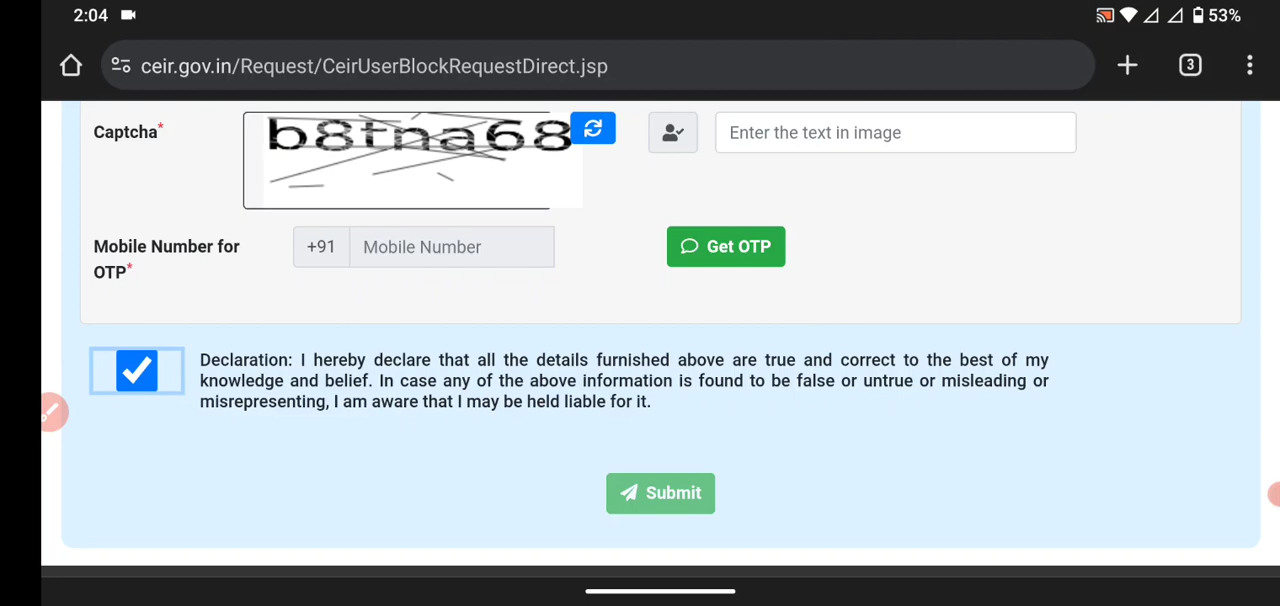 2:04
53%
ceir.gov.in/Request/CeirUserBlockRequestDirect.jsp
3
Captcha*
b8tna68
Enter the text in image
Mobile Number for
OTP*
+91
Mobile Number
Get OTP
Declaration: I hereby declare that all the details furnished above are true and correct to the best of my
knowledge and belief. In case any of the above information is found to be false or untrue or misleading or
misrepresenting, I am aware that I may be held liable for it.
Submit